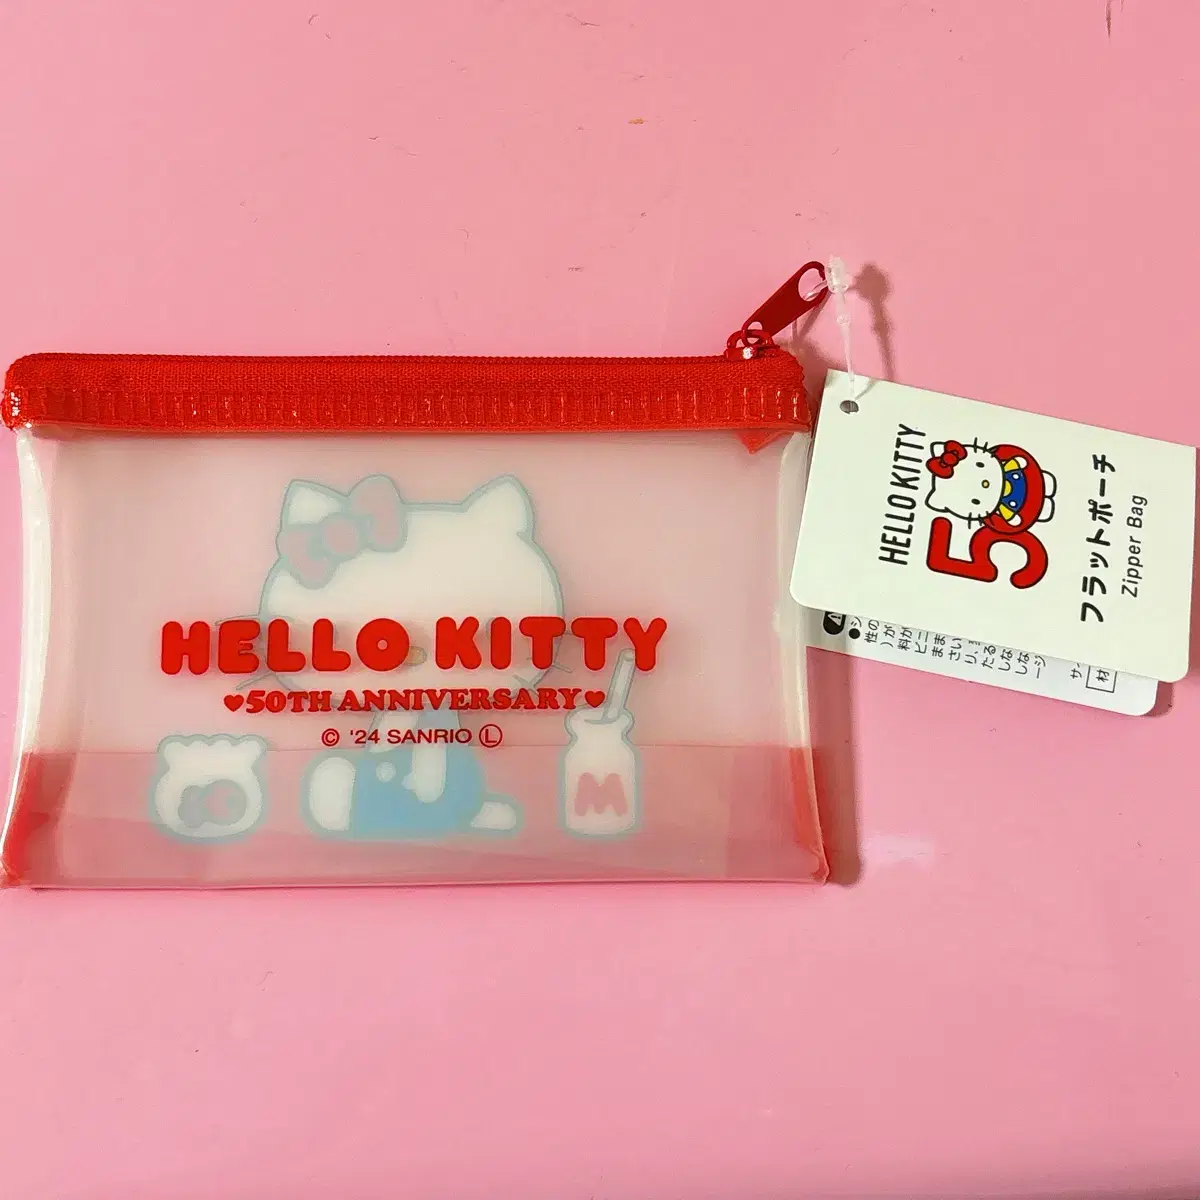 HELLO KITTY
♥50TH ANNIVERSARY♥
© '24 SANRIO Ⓛ
M
HELLO KITTY
50
フラットポーチ
Zipper Bag